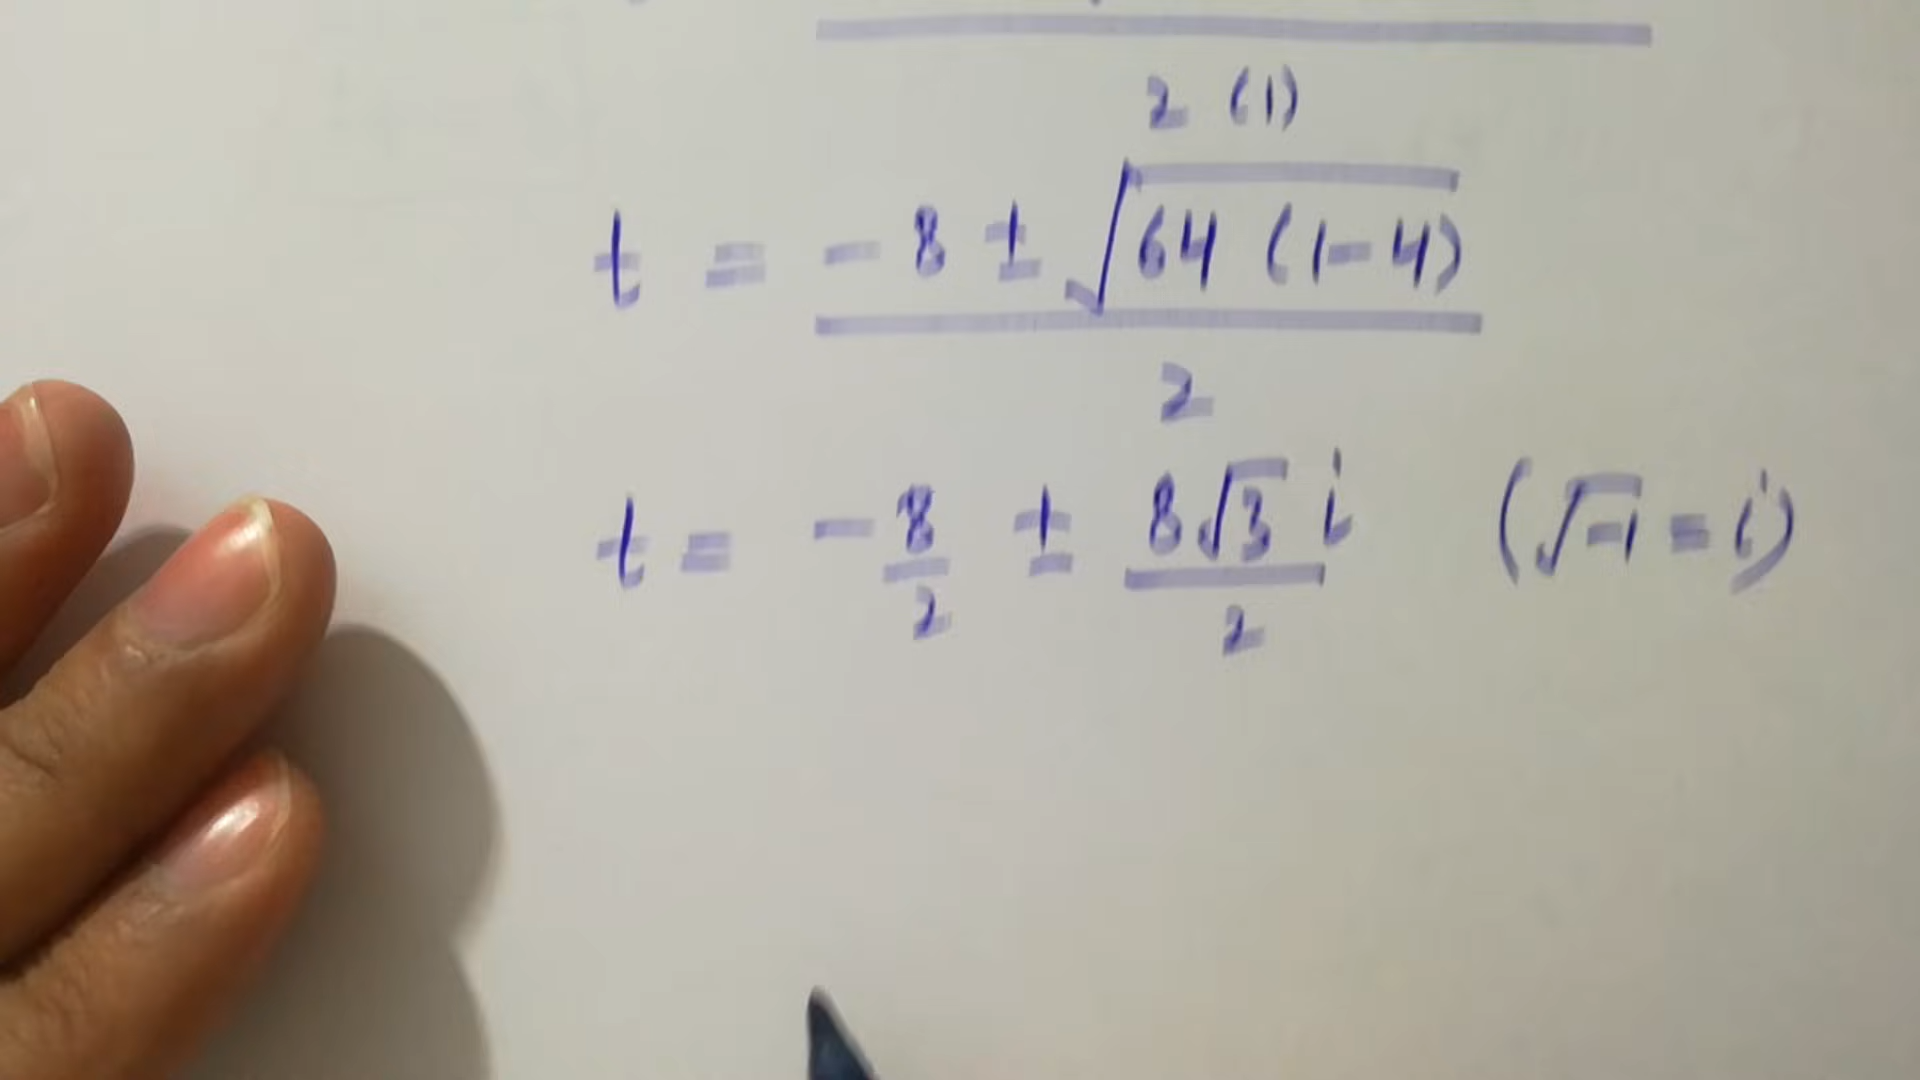 2 (1)
t = -8 ± √64 (1-4)
2
t = -8/2 ± 8√3 i/2 (√-1 = i)